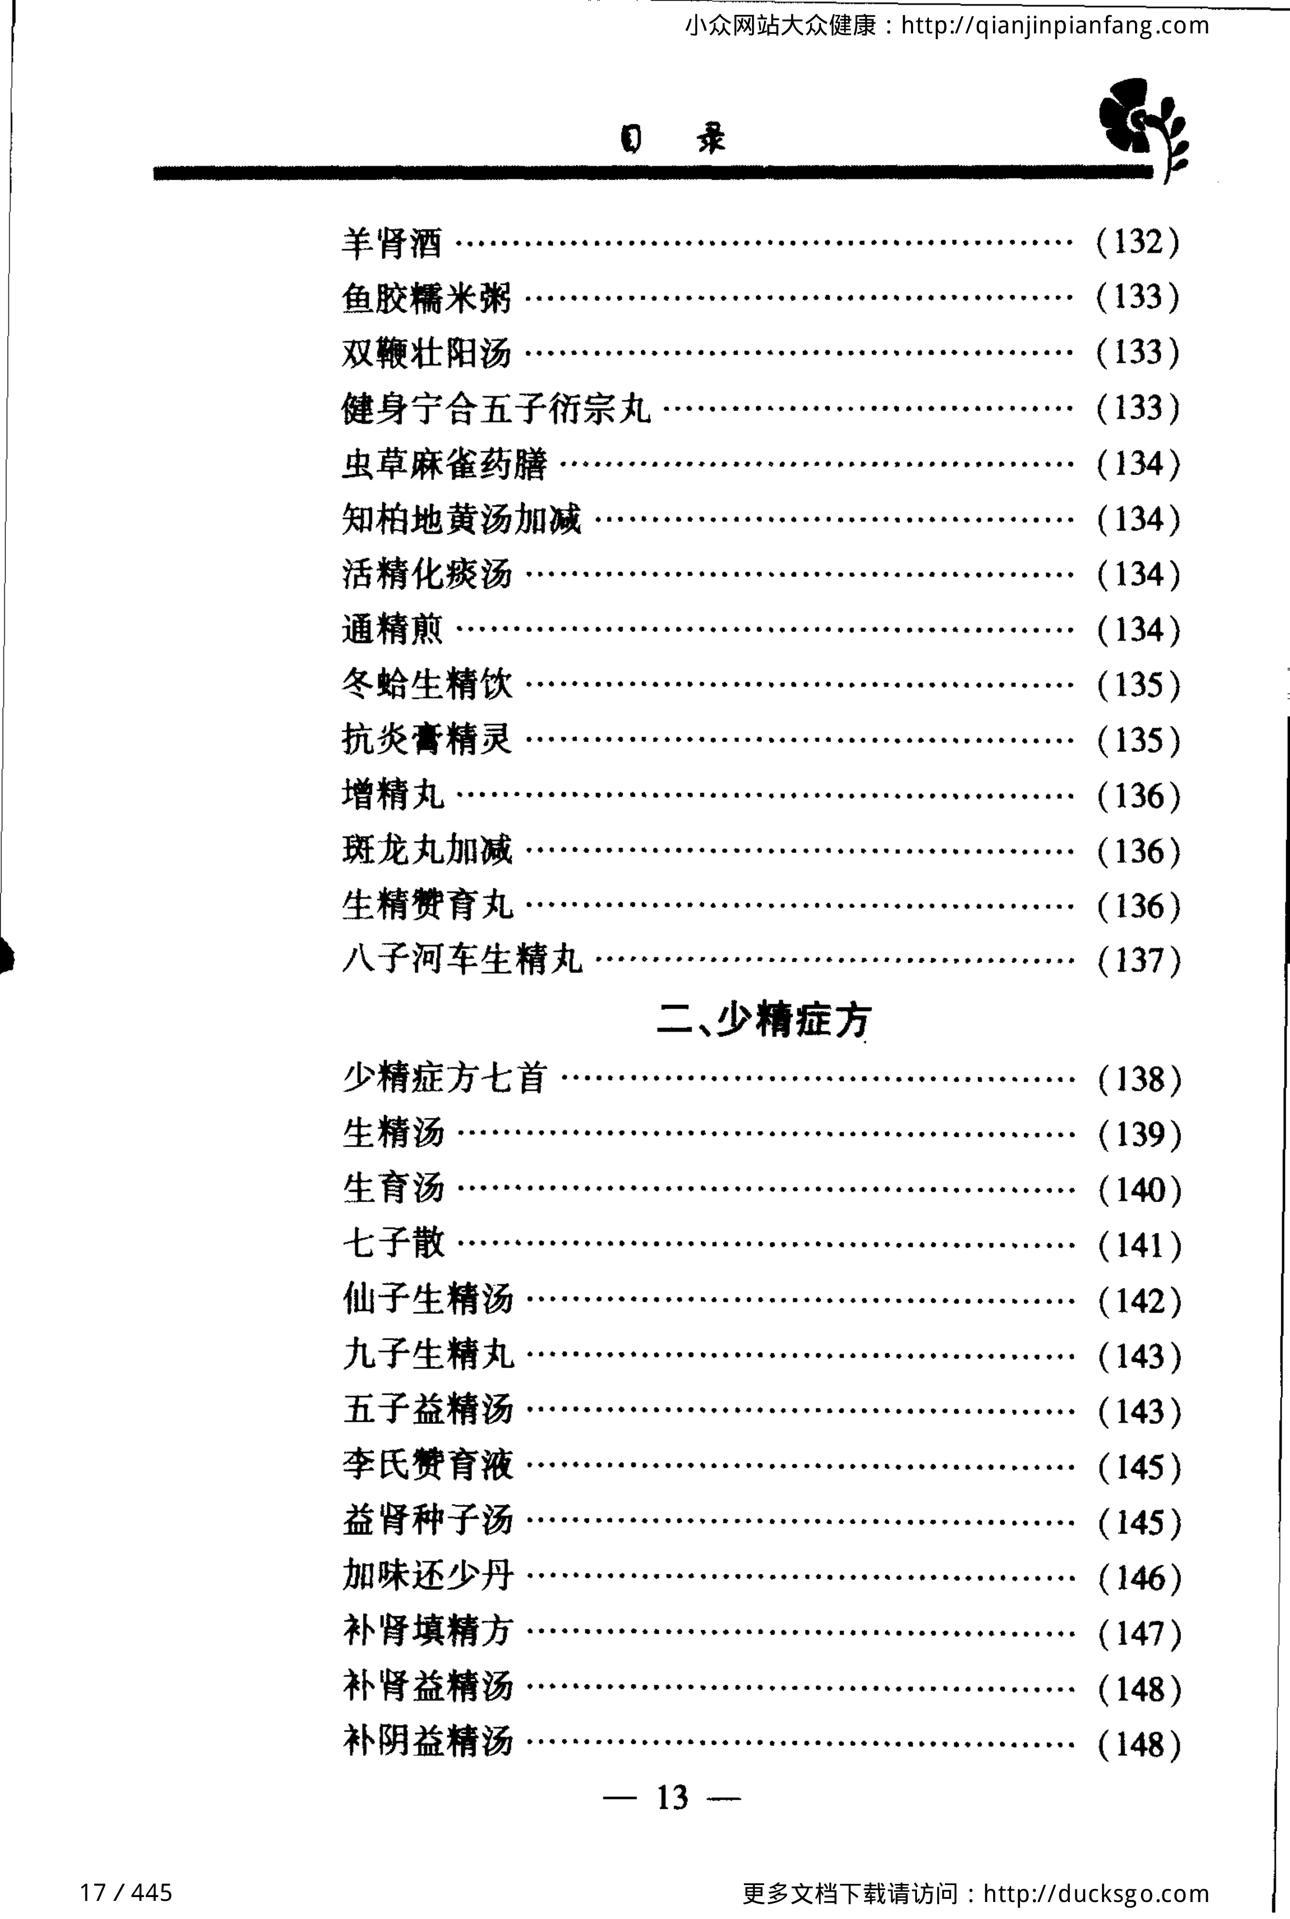 小众网站大众健康：http://qianjinpianfang.com
目 录
羊肾酒 …………………………………………… (132)
鱼胶糯米粥 ……………………………………… (133)
双鞭壮阳汤 ……………………………………… (133)
健身宁合五子衍宗丸 …………………………… (133)
虫草麻雀药膳 …………………………………… (134)
知柏地黄汤加减 ………………………………… (134)
活精化痰汤 ……………………………………… (134)
通精煎 …………………………………………… (134)
冬蛤生精饮 ……………………………………… (135)
抗炎膏精灵 ……………………………………… (135)
增精丸 …………………………………………… (136)
斑龙丸加减 ……………………………………… (136)
生精赞育丸 ……………………………………… (136)
八子河车生精丸 ………………………………… (137)
二、少精症方
少精症方七首 …………………………………… (138)
生精汤 …………………………………………… (139)
生育汤 …………………………………………… (140)
七子散 …………………………………………… (141)
仙子生精汤 ……………………………………… (142)
九子生精丸 ……………………………………… (143)
五子益精汤 ……………………………………… (143)
李氏赞育液 ……………………………………… (145)
益肾种子汤 ……………………………………… (145)
加味还少丹 ……………………………………… (146)
补肾填精方 ……………………………………… (147)
补肾益精汤 ……………………………………… (148)
补阴益精汤 ……………………………………… (148)
— 13 —
17 / 445
更多文档下载请访问：http://ducksgo.com